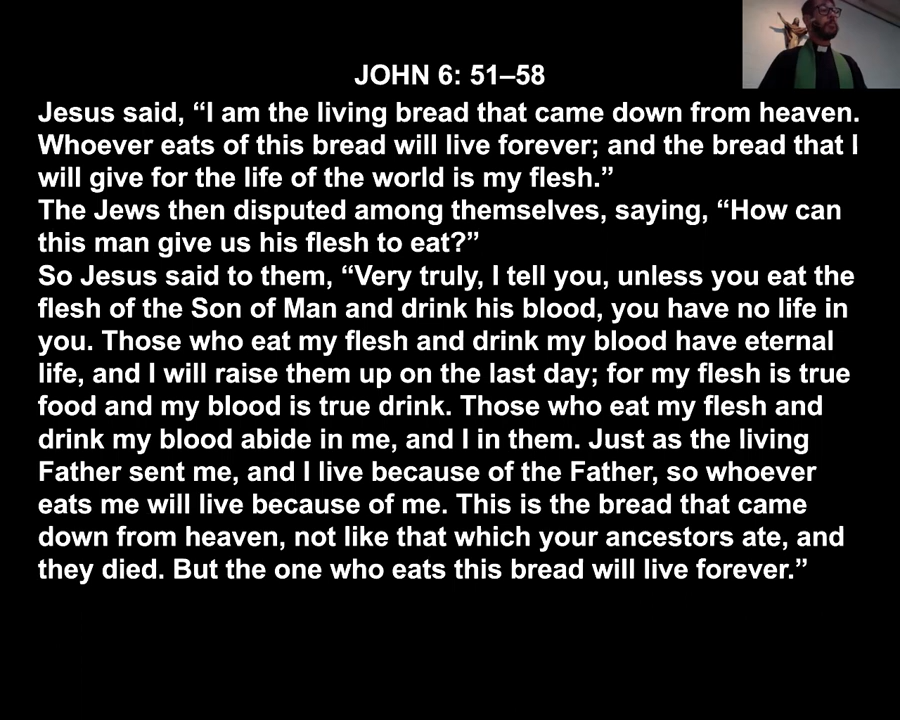 JOHN 6: 51–58
Jesus said, “I am the living bread that came down from heaven.
Whoever eats of this bread will live forever; and the bread that I
will give for the life of the world is my flesh.”
The Jews then disputed among themselves, saying, “How can
this man give us his flesh to eat?”
So Jesus said to them, “Very truly, I tell you, unless you eat the
flesh of the Son of Man and drink his blood, you have no life in
you. Those who eat my flesh and drink my blood have eternal
life, and I will raise them up on the last day; for my flesh is true
food and my blood is true drink. Those who eat my flesh and
drink my blood abide in me, and I in them. Just as the living
Father sent me, and I live because of the Father, so whoever
eats me will live because of me. This is the bread that came
down from heaven, not like that which your ancestors ate, and
they died. But the one who eats this bread will live forever.”